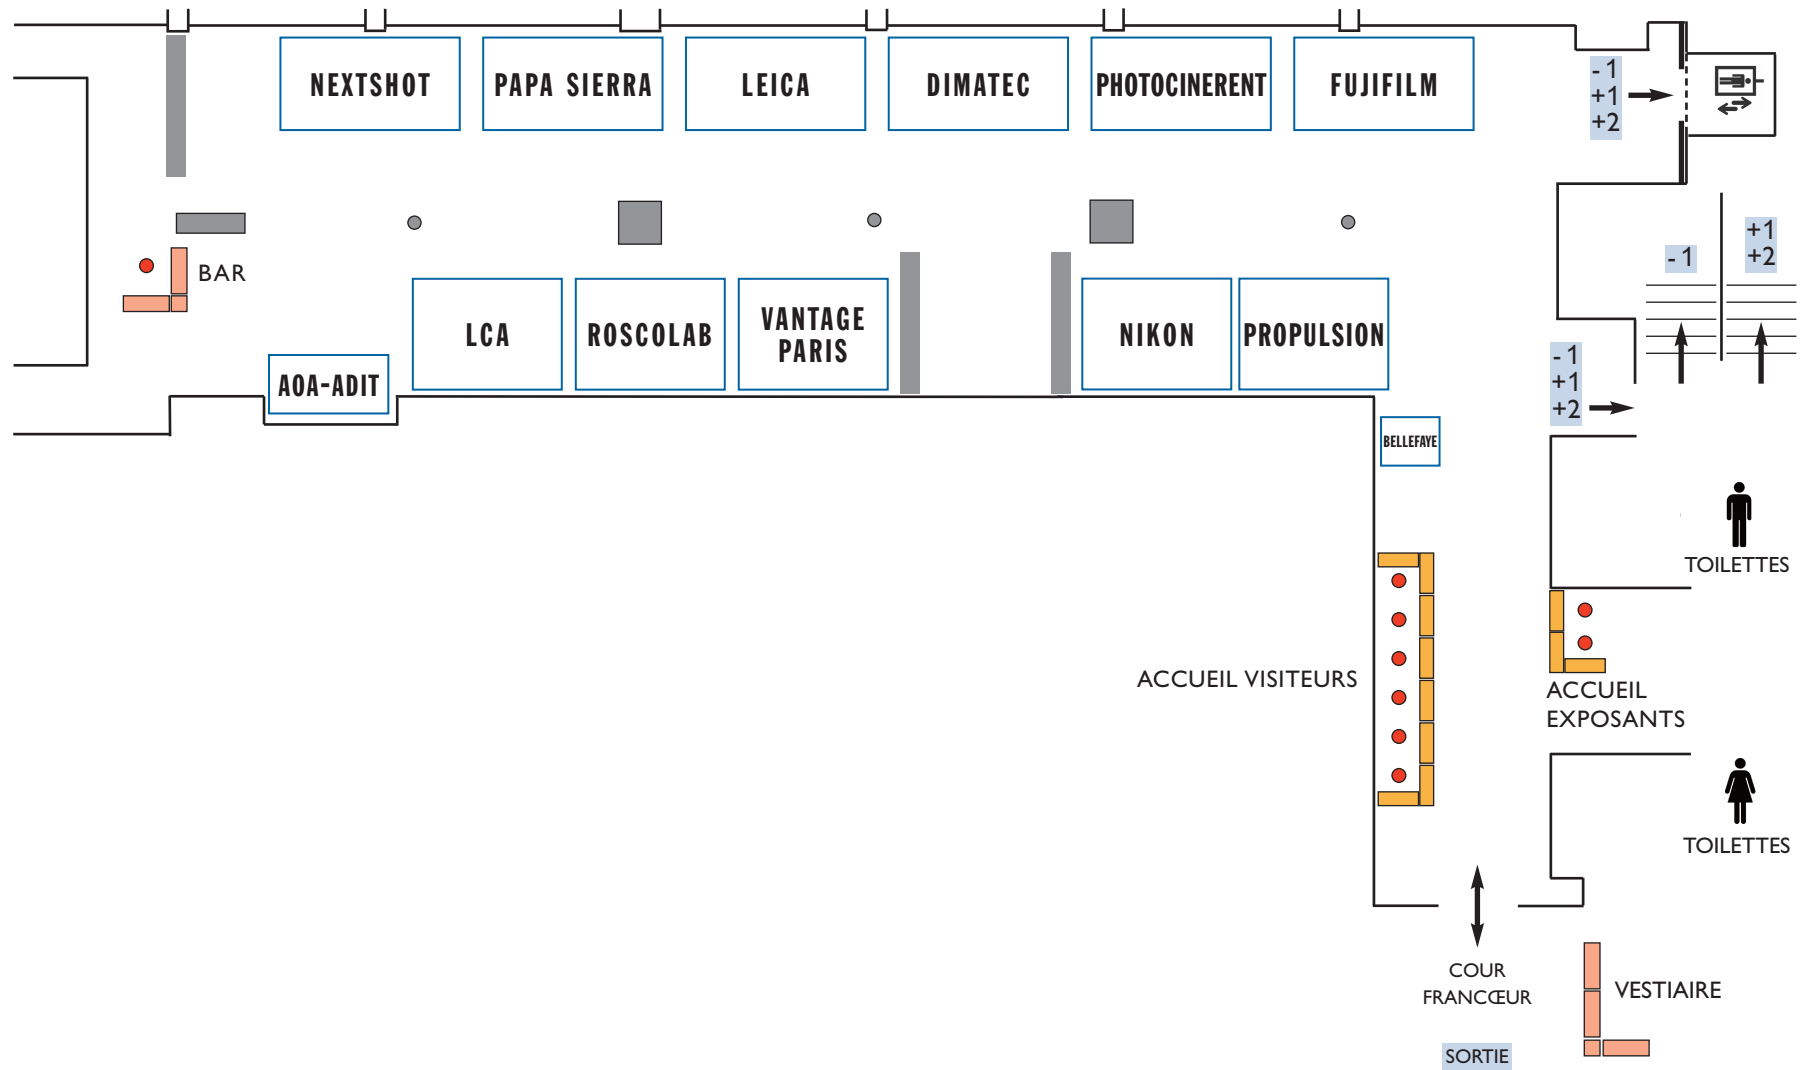 NEXTSHOT
PAPA SIERRA
LEICA
DIMATEC
PHOTOCINERENT
FUJIFILM
- 1
+1
+2
+1
+2
- 1
BAR
LCA
ROSCOLAB
VANTAGE
PARIS
NIKON
PROPULSION
AOA-ADIT
- 1
+1
+2
BELLEFAYE
TOILETTES
ACCUEIL VISITEURS
ACCUEIL
EXPOSANTS
TOILETTES
COUR
FRANCŒUR
VESTIAIRE
SORTIE